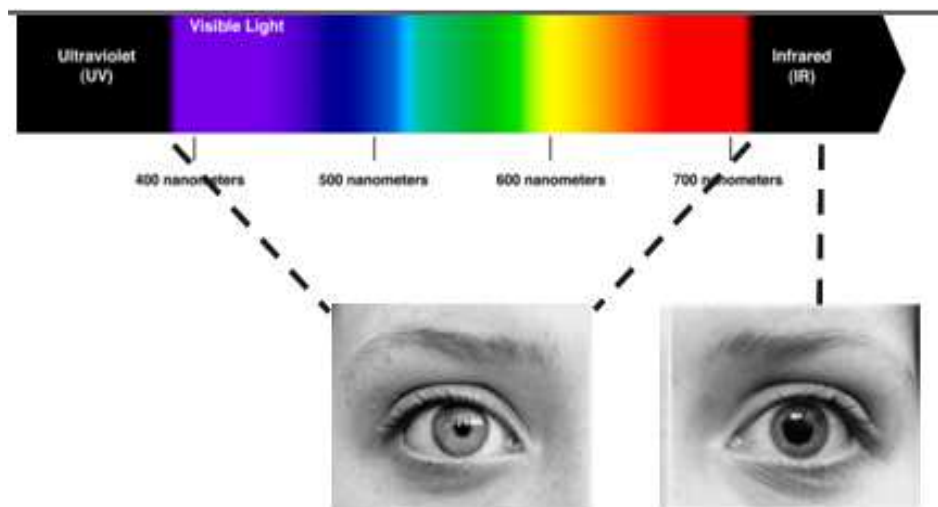 Visible Light
Ultraviolet
(UV)
Infrared
(IR)
400 nanometers
500 nanometers
600 nanometers
700 nanometers